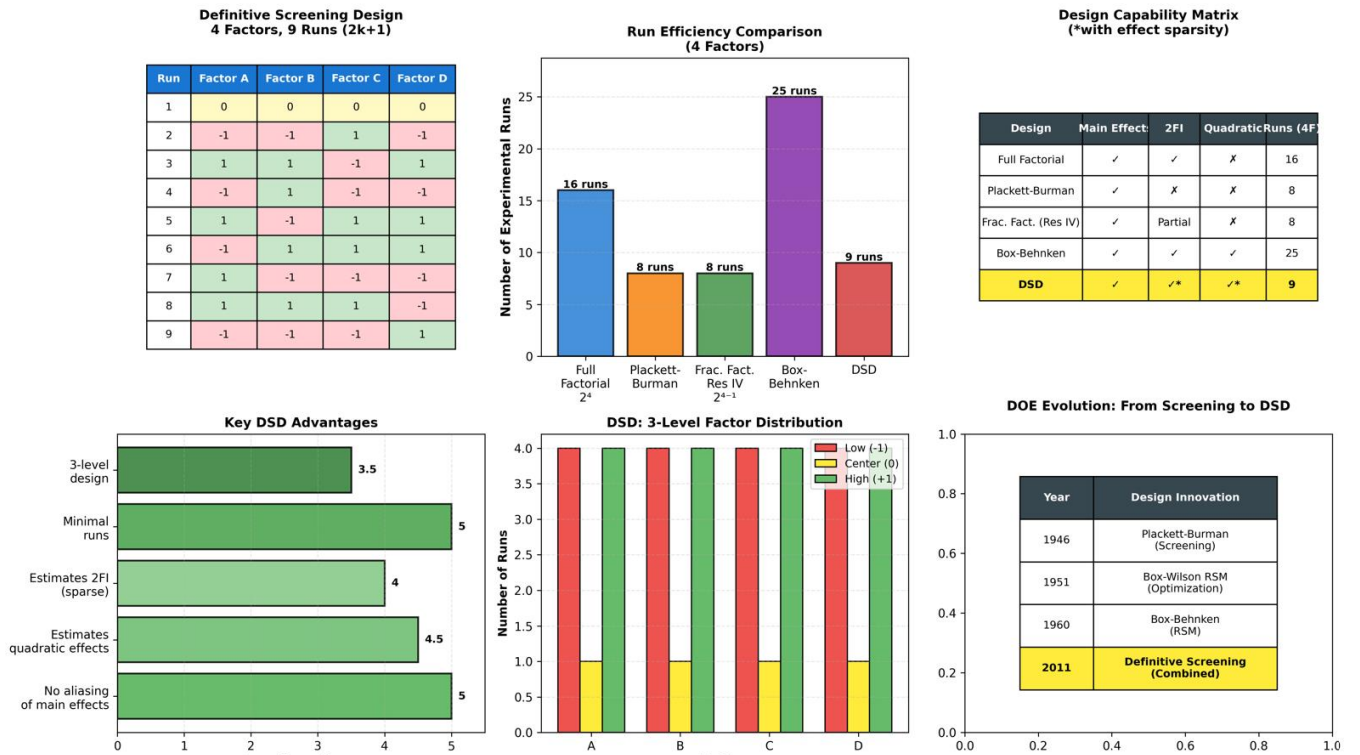 Definitive Screening Design
4 Factors, 9 Runs (2k+1)
Run Factor A Factor B Factor C Factor D
1 0 0 0 0
2 -1 -1 1 -1
3 1 1 -1 1
4 -1 1 -1 -1
5 1 -1 1 1
6 -1 1 1 1
7 1 -1 -1 -1
8 1 1 1 -1
9 -1 -1 -1 1
Run Efficiency Comparison
(4 Factors)
Number of Experimental Runs
25
20
15
10
5
0
16 runs
8 runs
8 runs
25 runs
9 runs
Full
Factorial
2⁴
Plackett-
Burman
Frac. Fact.
Res IV
2⁴⁻¹
Box-
Behnken
DSD
Design Capability Matrix
(*with effect sparsity)
Design Main Effects 2FI Quadratic Runs (4F)
Full Factorial ✓ ✓ ✗ 16
Plackett-Burman ✓ ✗ ✗ 8
Frac. Fact. (Res IV) ✓ Partial ✗ 8
Box-Behnken ✓ ✓ ✓ 25
DSD ✓ ✓* ✓* 9
Key DSD Advantages
3-level
design
3.5
Minimal
runs
5
Estimates 2FI
(sparse)
4
Estimates
quadratic effects
4.5
No aliasing
of main effects
5
0 1 2 3 4 5
DSD: 3-Level Factor Distribution
Number of Runs
4.0
3.5
3.0
2.5
2.0
1.5
1.0
0.5
0.0
Low (-1)
Center (0)
High (+1)
A B C D
DOE Evolution: From Screening to DSD
1.0
0.8
0.6
0.4
0.2
0.0
Year Design Innovation
1946 Plackett-Burman
(Screening)
1951 Box-Wilson RSM
(Optimization)
1960 Box-Behnken
(RSM)
2011 Definitive Screening
(Combined)
0.0 0.2 0.4 0.6 0.8 1.0